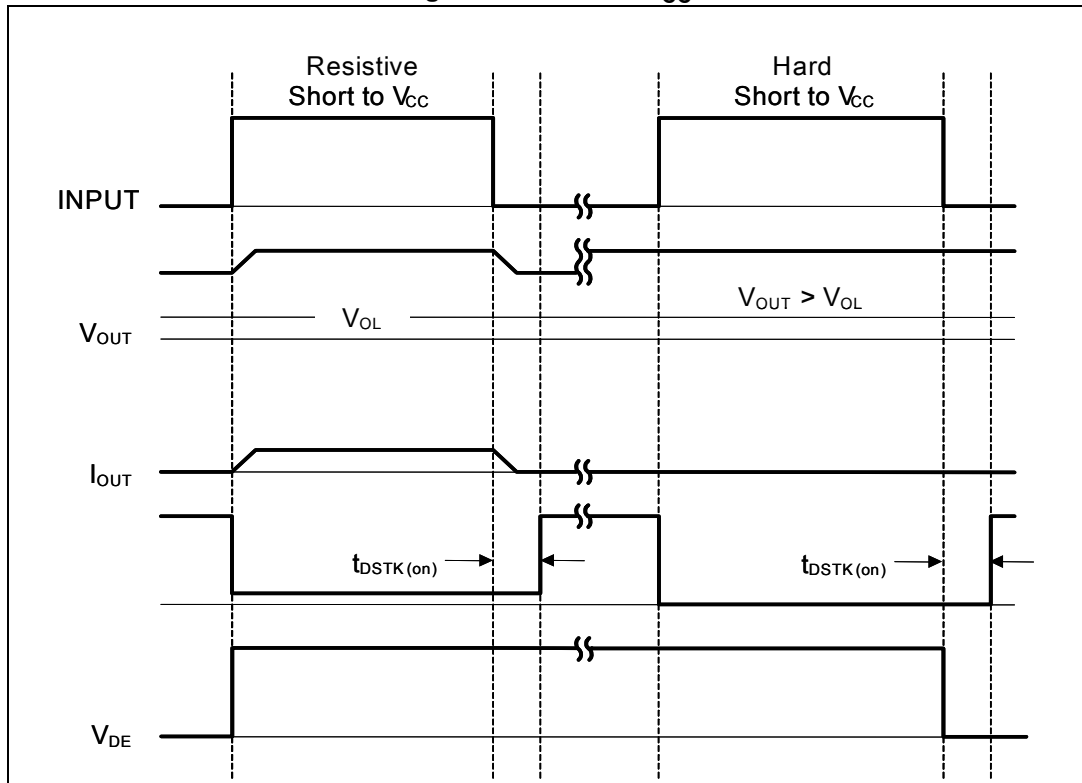 Resistive
Short to VCC
Hard
Short to VCC
INPUT
VOUT > VOL
VOL
VOUT
IOUT
tDSTK(on)
tDSTK(on)
VDE